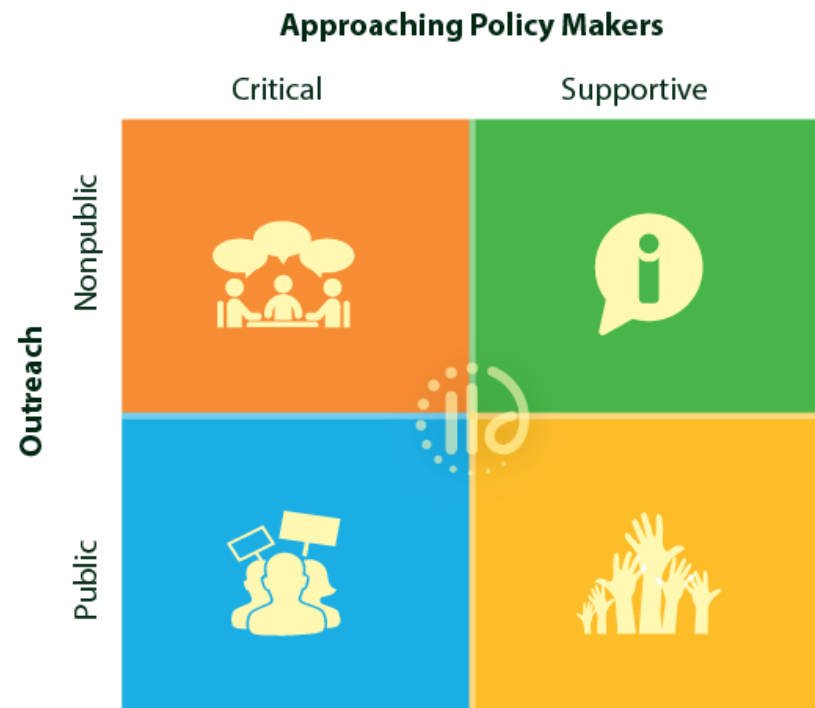 Approaching Policy Makers
Critical
Supportive
Outreach
Nonpublic
Public